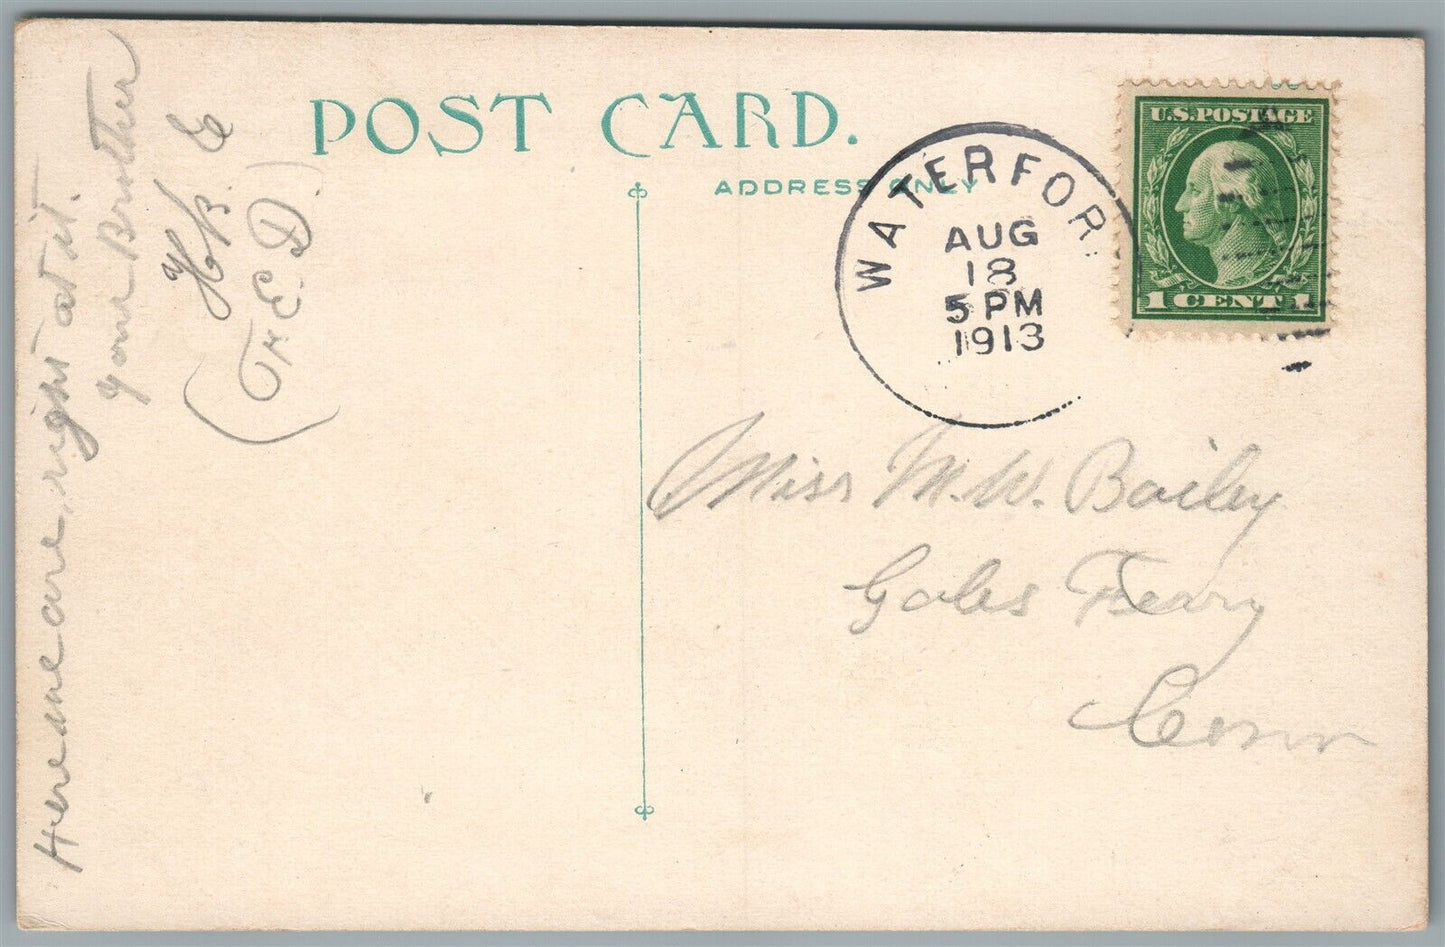 POST CARD.
ADDRESS ONLY
WATERFOR
AUG
18
5 PM
1913
U.S. POSTAGE
1 CENT 1
Here we are, right at it.
your Brother
H. B. E
(F. E. D.)
Miss M. W. Bailey
Gales Ferry
Conn